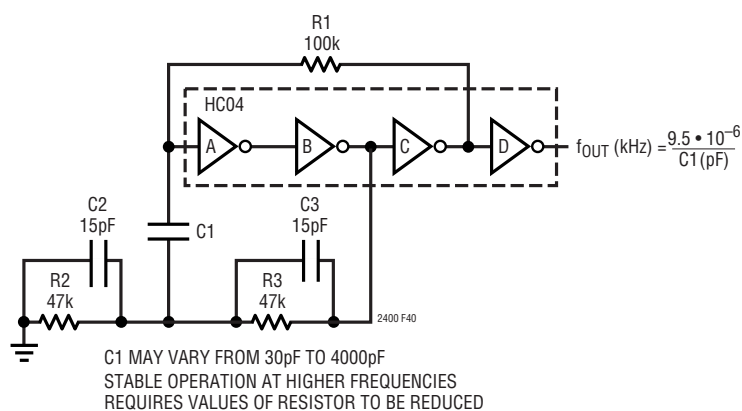 R1
100k
HC04
A
B
C
D
fOUT (kHz) = 9.5 • 10–6
C1(pF)
C2
15pF
C1
C3
15pF
R2
47k
R3
47k
2400 F40
C1 MAY VARY FROM 30pF TO 4000pF
STABLE OPERATION AT HIGHER FREQUENCIES
REQUIRES VALUES OF RESISTOR TO BE REDUCED